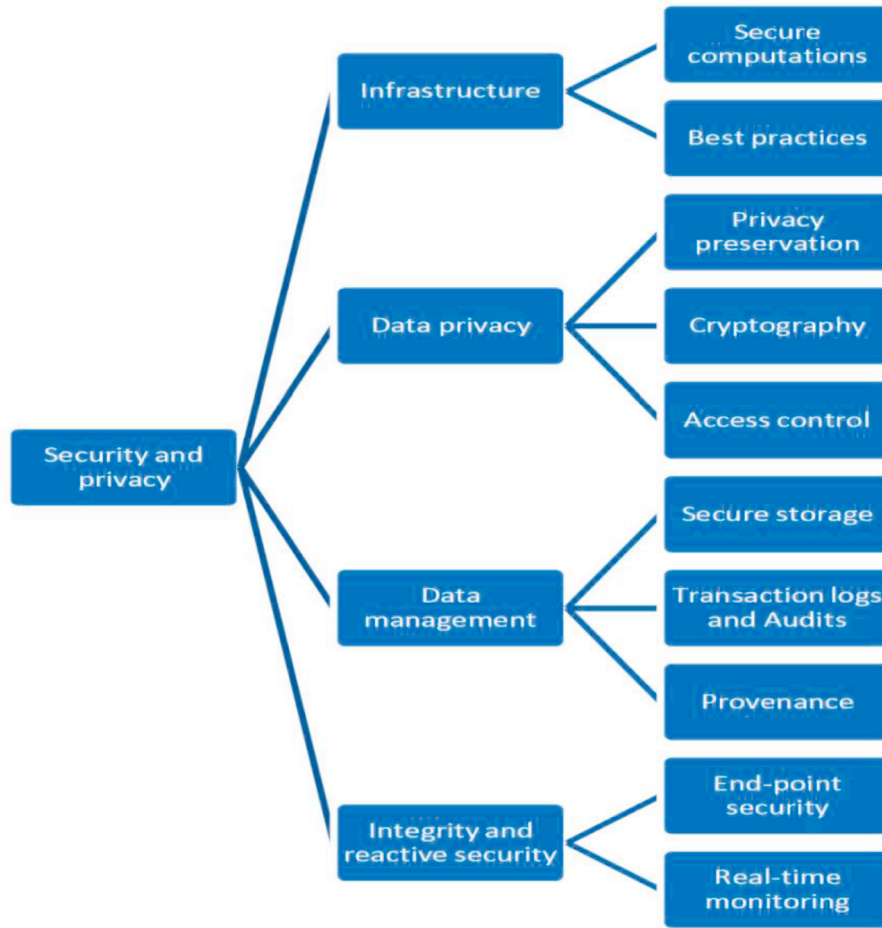 Security and
privacy
Infrastructure
Secure
computations
Best practices
Data privacy
Privacy
preservation
Cryptography
Access control
Data
management
Secure storage
Transaction logs
and Audits
Provenance
Integrity and
reactive security
End-point
security
Real-time
monitoring